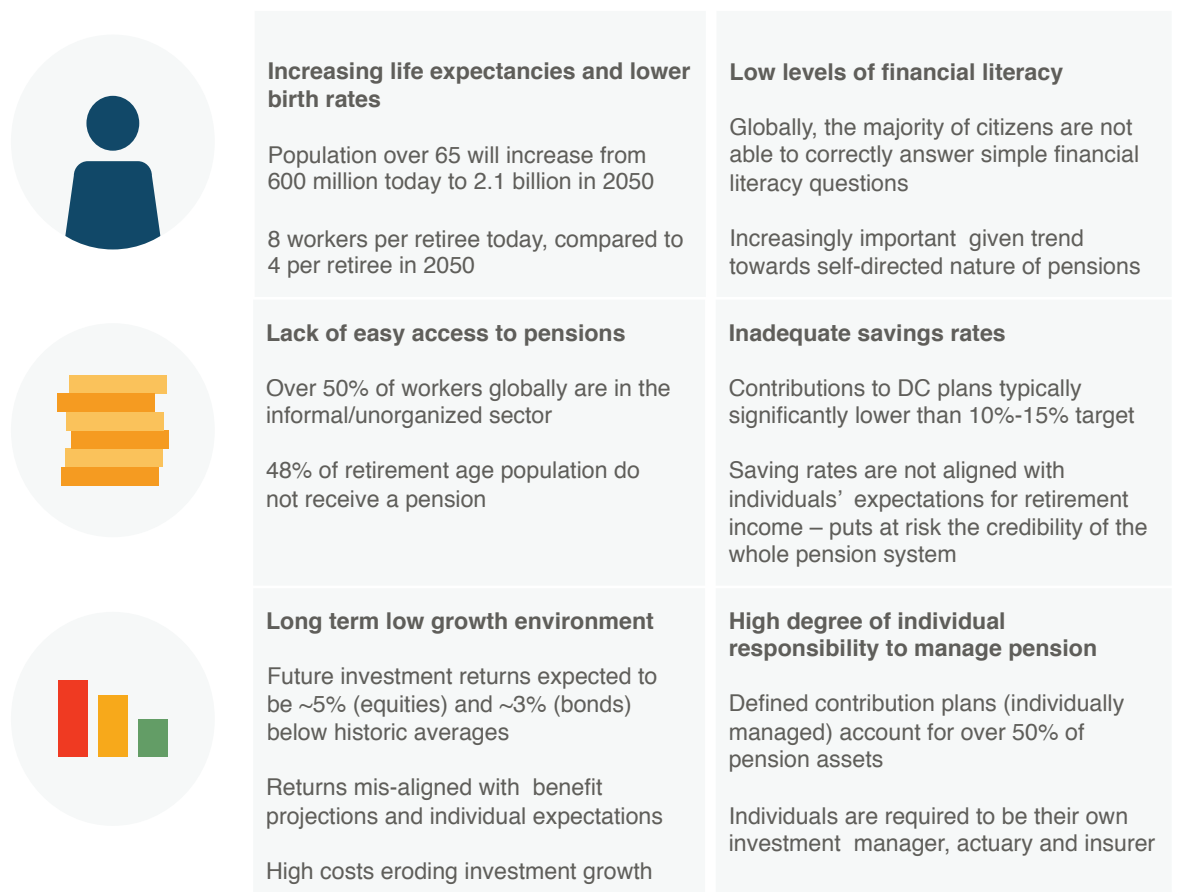 Increasing life expectancies and lower
birth rates
Population over 65 will increase from
600 million today to 2.1 billion in 2050
8 workers per retiree today, compared to
4 per retiree in 2050
Low levels of financial literacy
Globally, the majority of citizens are not
able to correctly answer simple financial
literacy questions
Increasingly important given trend
towards self-directed nature of pensions
Lack of easy access to pensions
Over 50% of workers globally are in the
informal/unorganized sector
48% of retirement age population do
not receive a pension
Inadequate savings rates
Contributions to DC plans typically
significantly lower than 10%-15% target
Saving rates are not aligned with
individuals’ expectations for retirement
income – puts at risk the credibility of the
whole pension system
Long term low growth environment
Future investment returns expected to
be ~5% (equities) and ~3% (bonds)
below historic averages
Returns mis-aligned with benefit
projections and individual expectations
High costs eroding investment growth
High degree of individual
responsibility to manage pension
Defined contribution plans (individually
managed) account for over 50% of
pension assets
Individuals are required to be their own
investment manager, actuary and insurer